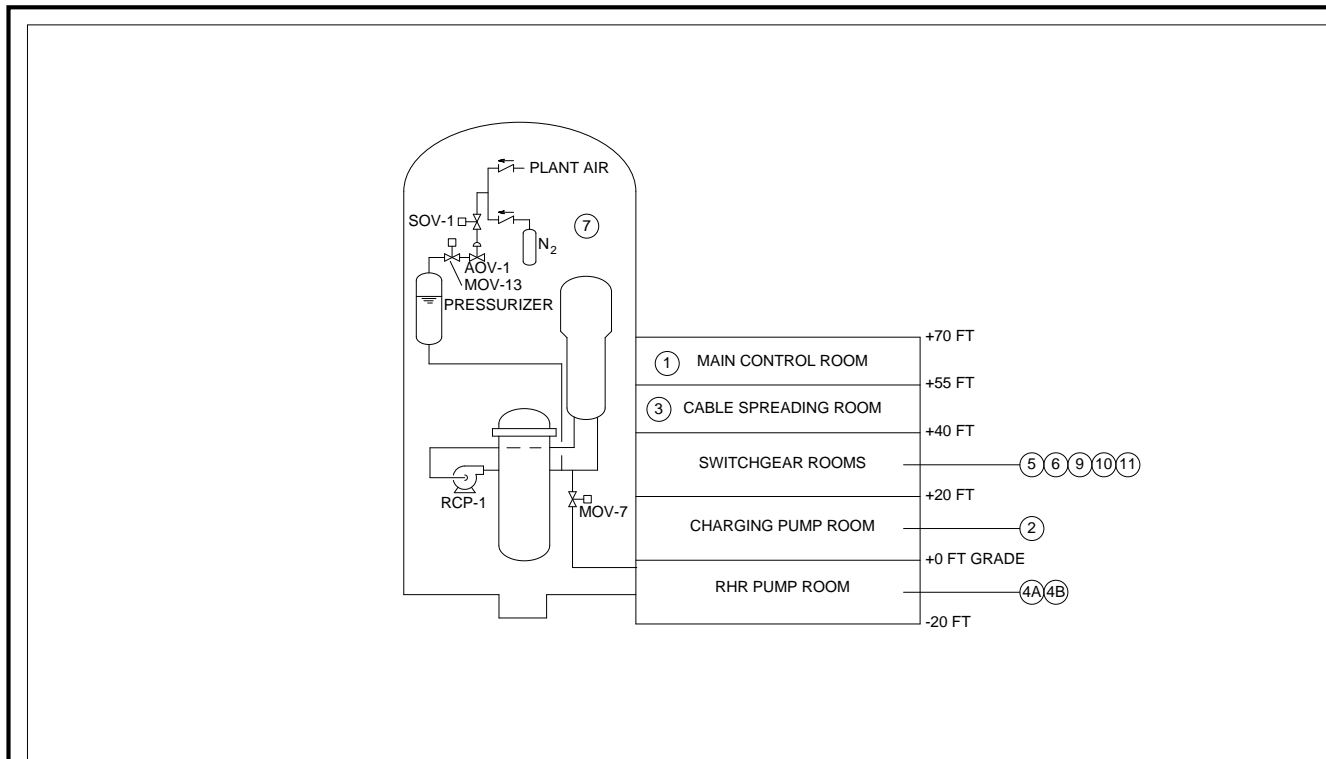 PLANT AIR
SOV-1
7
N2
AOV-1
MOV-13
PRESSURIZER
+70 FT
1 MAIN CONTROL ROOM
+55 FT
3 CABLE SPREADING ROOM
+40 FT
SWITCHGEAR ROOMS 5 6 9 10 11
+20 FT
RCP-1
MOV-7
CHARGING PUMP ROOM 2
+0 FT GRADE
RHR PUMP ROOM 4A 4B
-20 FT